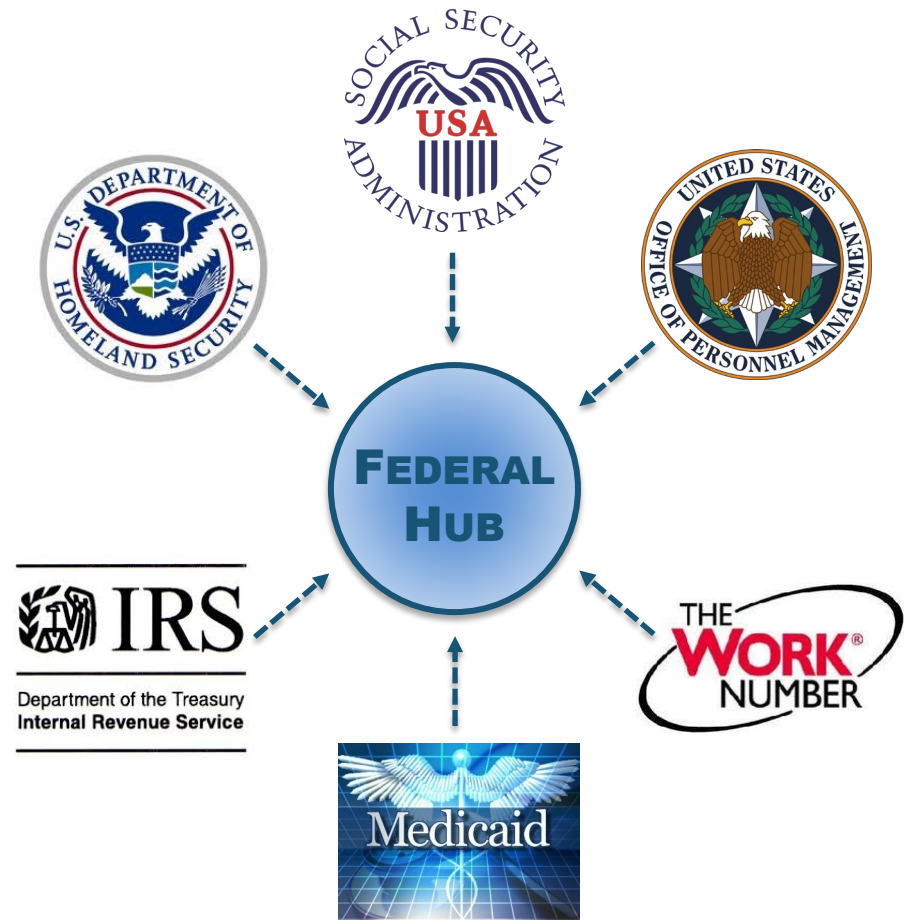 SOCIAL SECURITY
ADMINISTRATION
USA
U.S. DEPARTMENT OF
HOMELAND SECURITY
UNITED STATES
OFFICE OF PERSONNEL MANAGEMENT
FEDERAL
HUB
IRS
Department of the Treasury
Internal Revenue Service
THE
WORK®
NUMBER
Medicaid